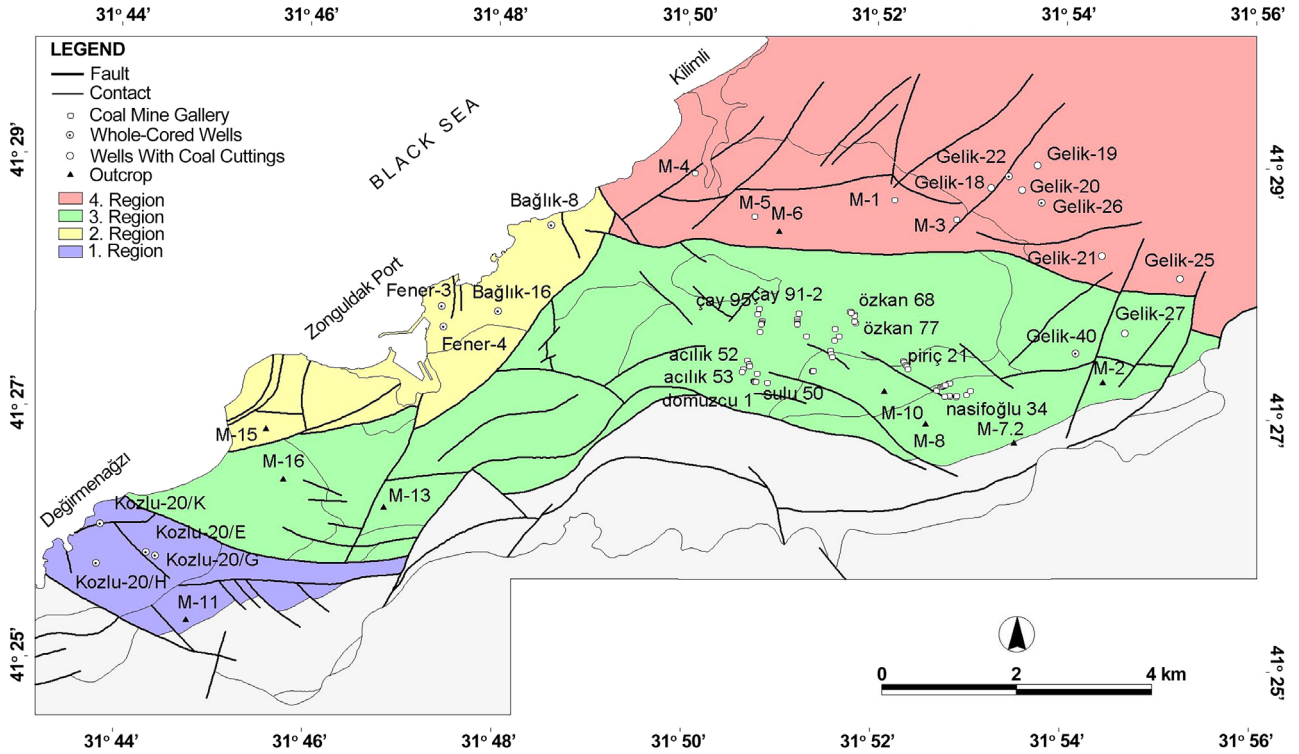 31° 44'
31° 46'
31° 48'
31° 50'
31° 52'
31° 54'
31° 56'
LEGEND
Fault
Contact
Coal Mine Gallery
Whole-Cored Wells
Wells With Coal Cuttings
Outcrop
4. Region
3. Region
2. Region
1. Region
41° 29'
41° 27'
41° 25'
BLACK SEA
Kilimli
Zonguldak Port
Değirmenağzı
M-4
M-5
M-6
M-1
M-3
Gelik-22
Gelik-19
Gelik-18
Gelik-20
Gelik-26
Gelik-21
Gelik-25
Gelik-27
Gelik-40
M-2
Bağlık-8
Fener-3
Bağlık-16
Fener-4
çay 95
çay 91-2
özkan 68
özkan 77
piriç 21
acılık 52
acılık 53
domuzcu 1
sulu 50
M-10
nasifoğlu 34
M-8
M-7.2
M-15
M-16
M-13
Kozlu-20/K
Kozlu-20/E
Kozlu-20/G
Kozlu-20/H
M-11
41° 29'
41° 27'
41° 25'
0 2 4 km
31° 44'
31° 46'
31° 48'
31° 50'
31° 52'
31° 54'
31° 56'